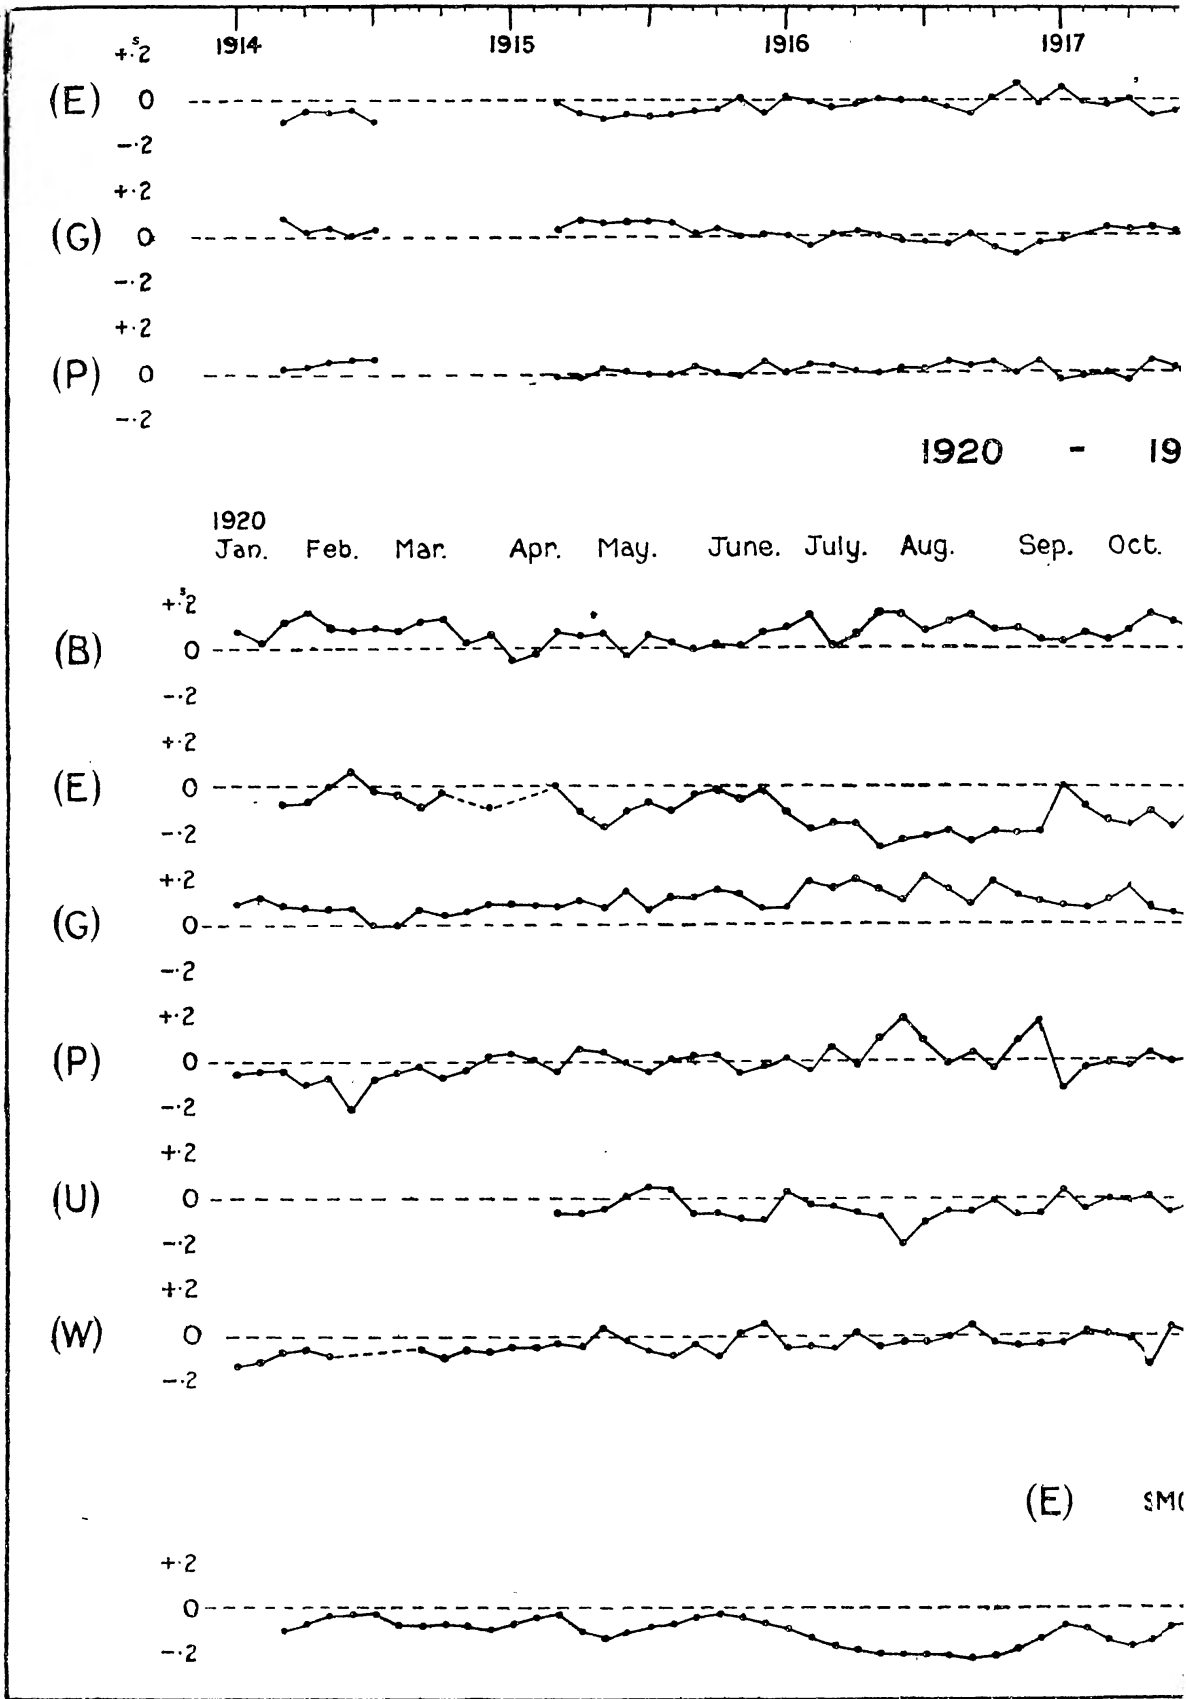 1914 1915 1916 1917
+ˢ·2
(E) 0
−·2
+·2
(G) 0
−·2
+·2
(P) 0
−·2
1920 - 19
1920
Jan. Feb. Mar. Apr. May. June. July. Aug. Sep. Oct.
+ˢ·2
(B) 0
−·2
+·2
(E) 0
−·2
+·2
(G) 0
−·2
+·2
(P) 0
−·2
+·2
(U) 0
−·2
+·2
(W) 0
−·2
(E) SMO
+·2
0
−·2